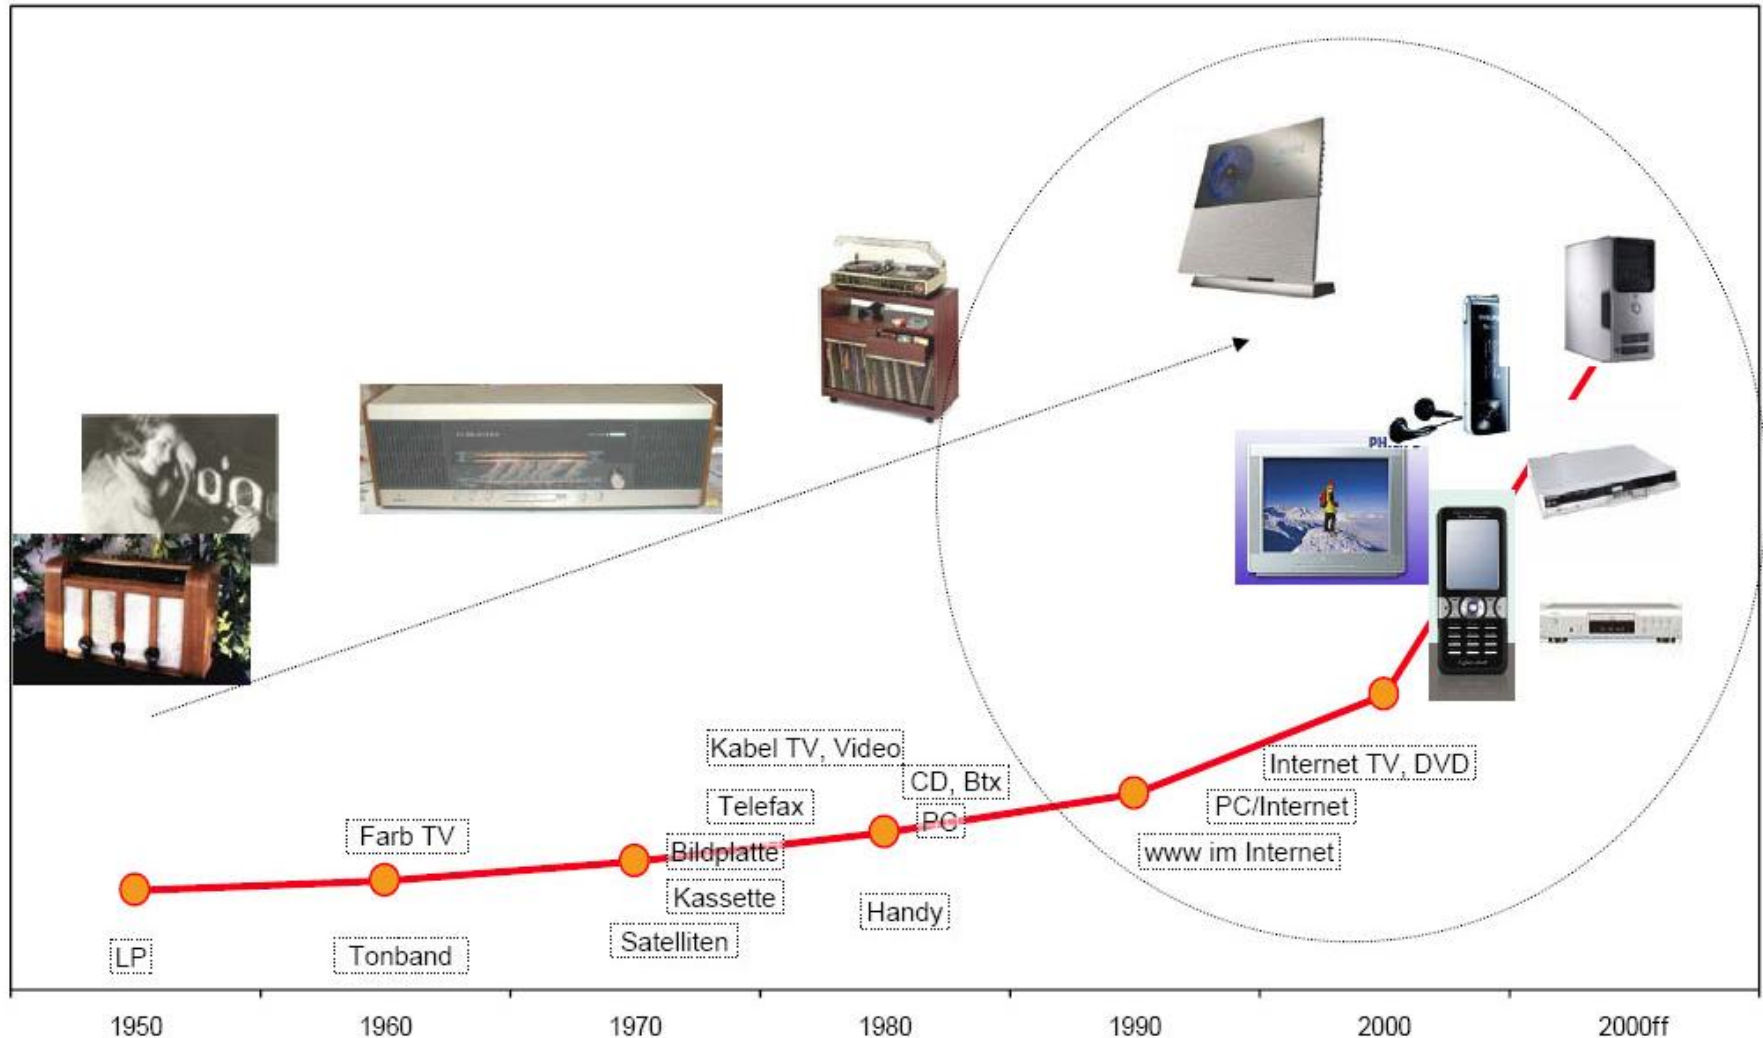 PHILIPS
Kabel TV, Video
CD, Btx
Internet TV, DVD
Telefax
PC
PC/Internet
Farb TV
Bildplatte
www im Internet
Kassette
Handy
Satelliten
LP
Tonband
1950
1960
1970
1980
1990
2000
2000ff